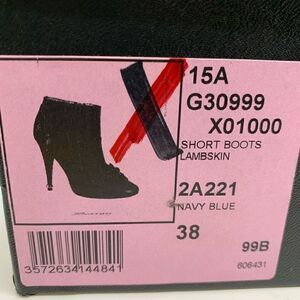 15A
G30999
X01000
SHORT BOOTS
LAMBSKIN
2A221
NAVY BLUE
38
99B
3572634144841
606431